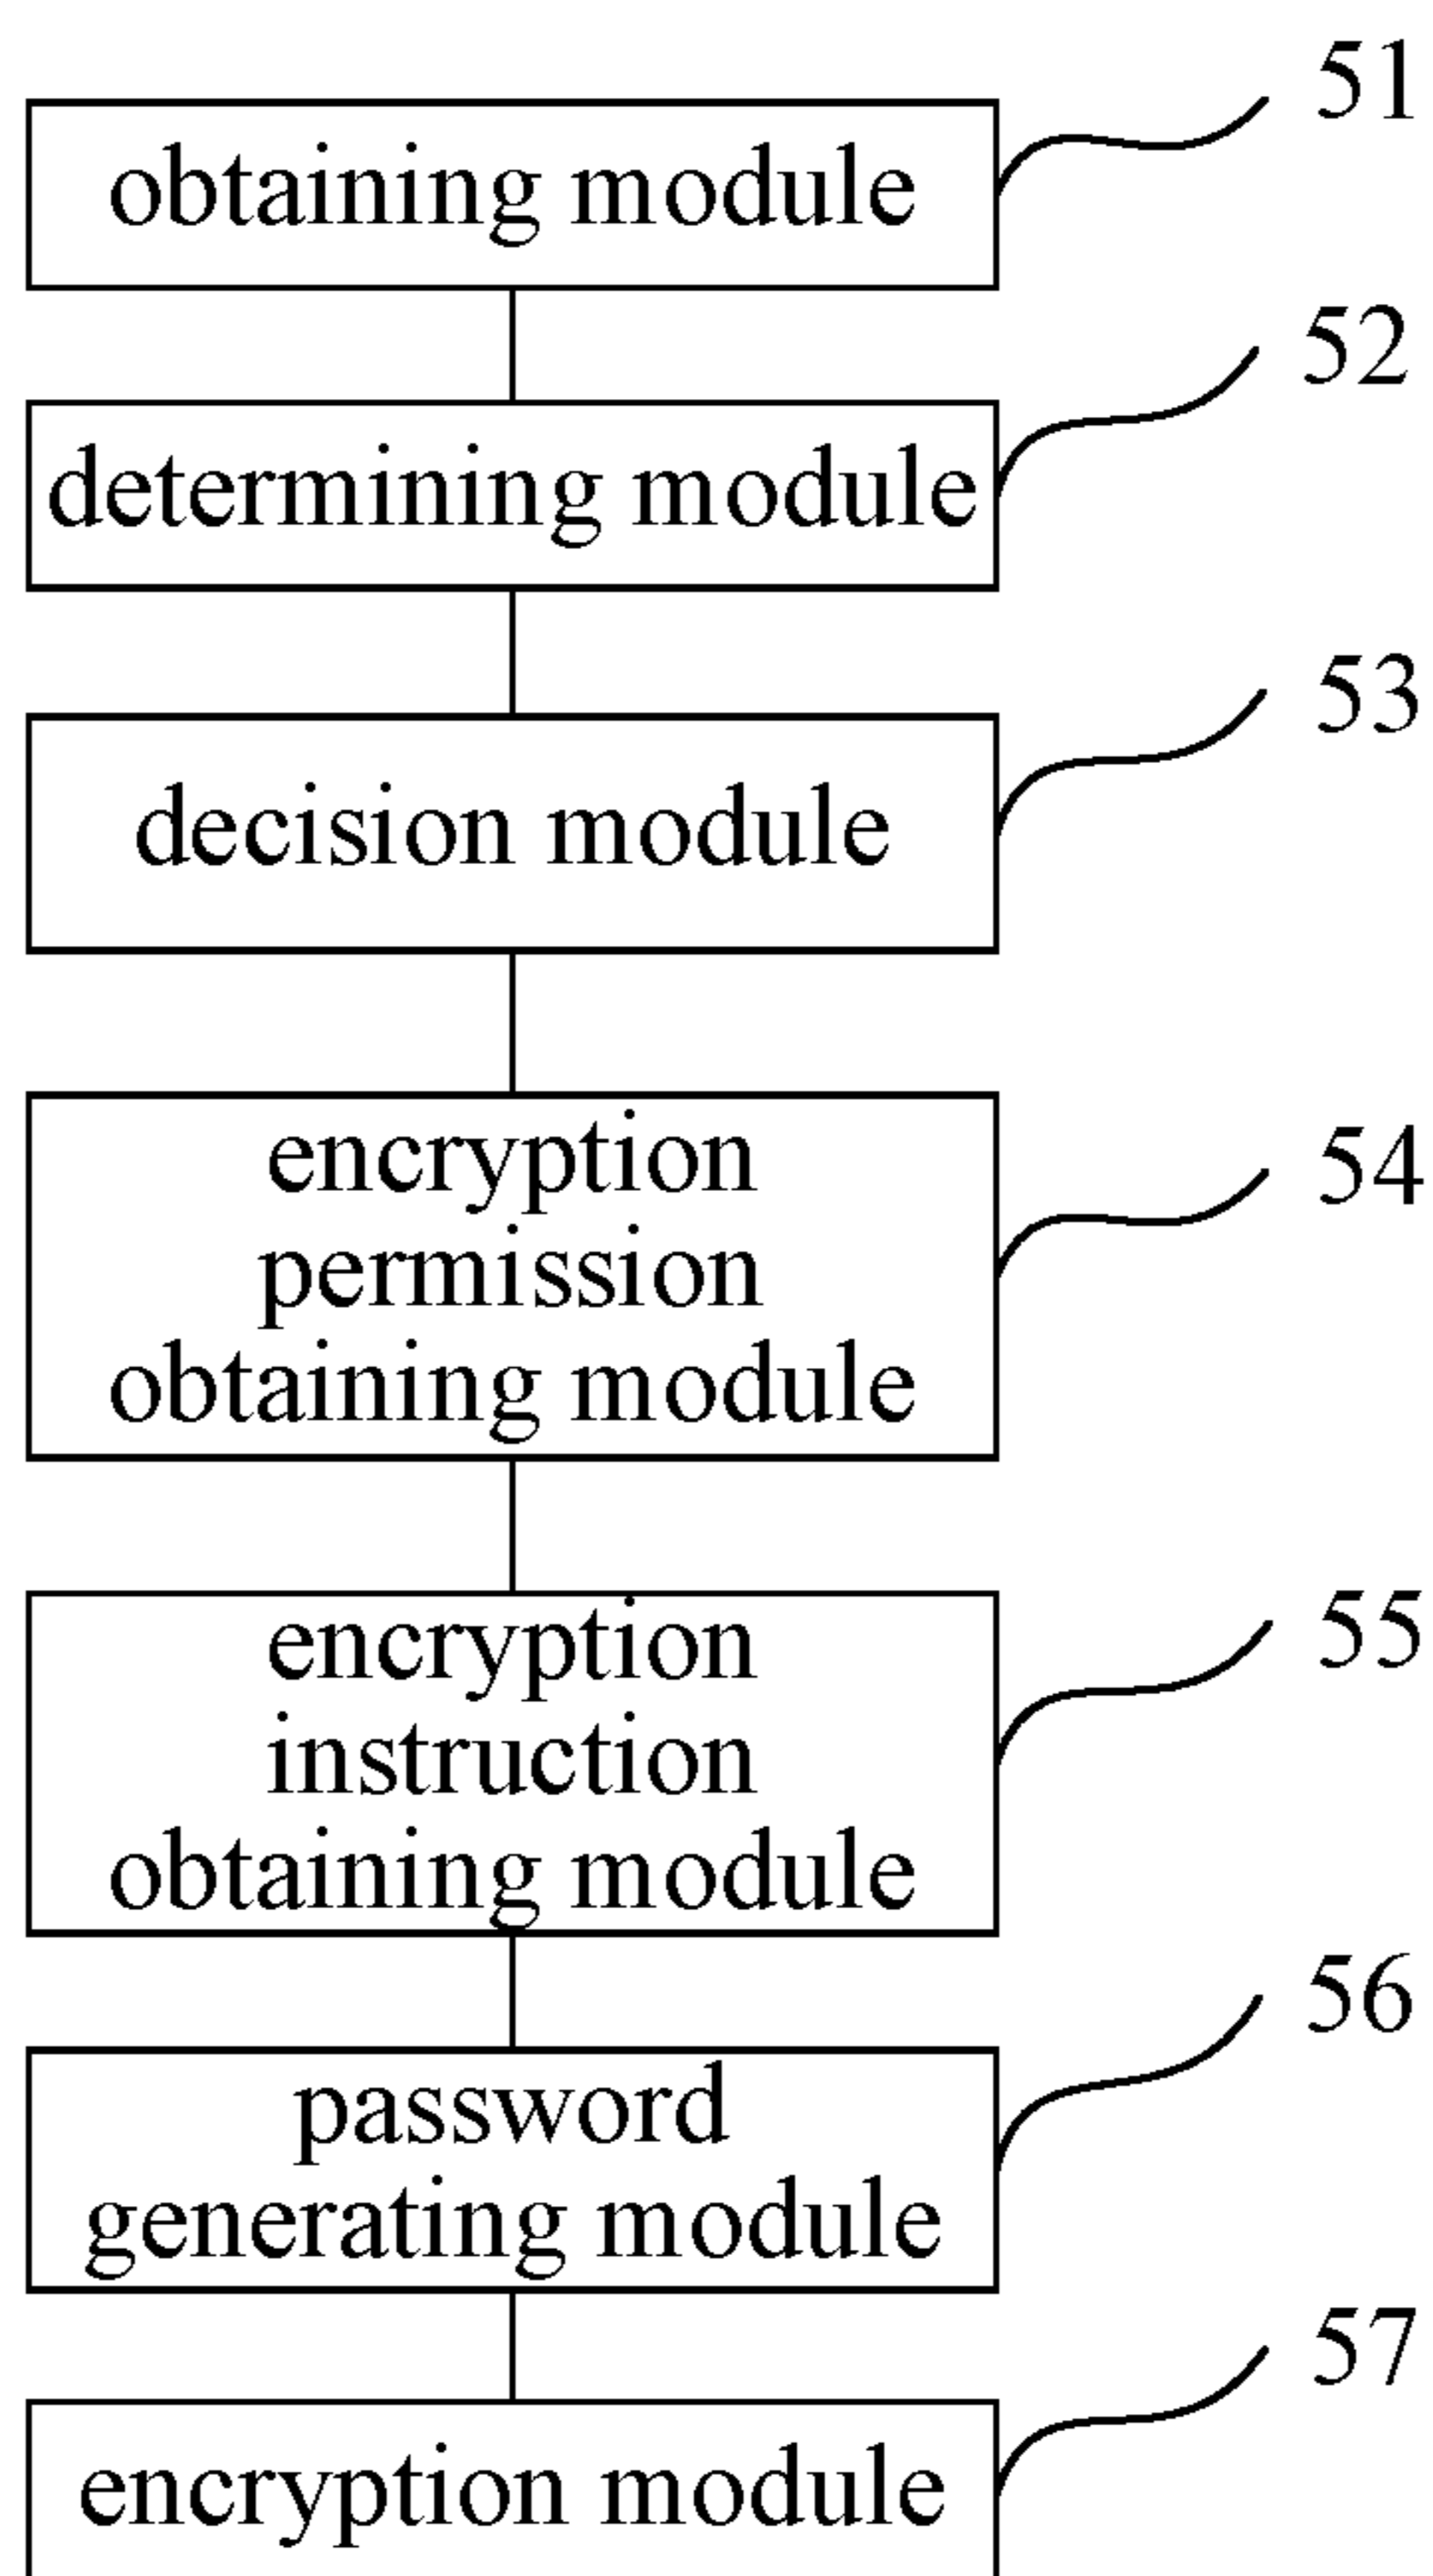 51
obtaining module
52
determining module
53
decision module
54
encryption
permission
obtaining module
55
encryption
instruction
obtaining module
56
password
generating module
57
encryption module